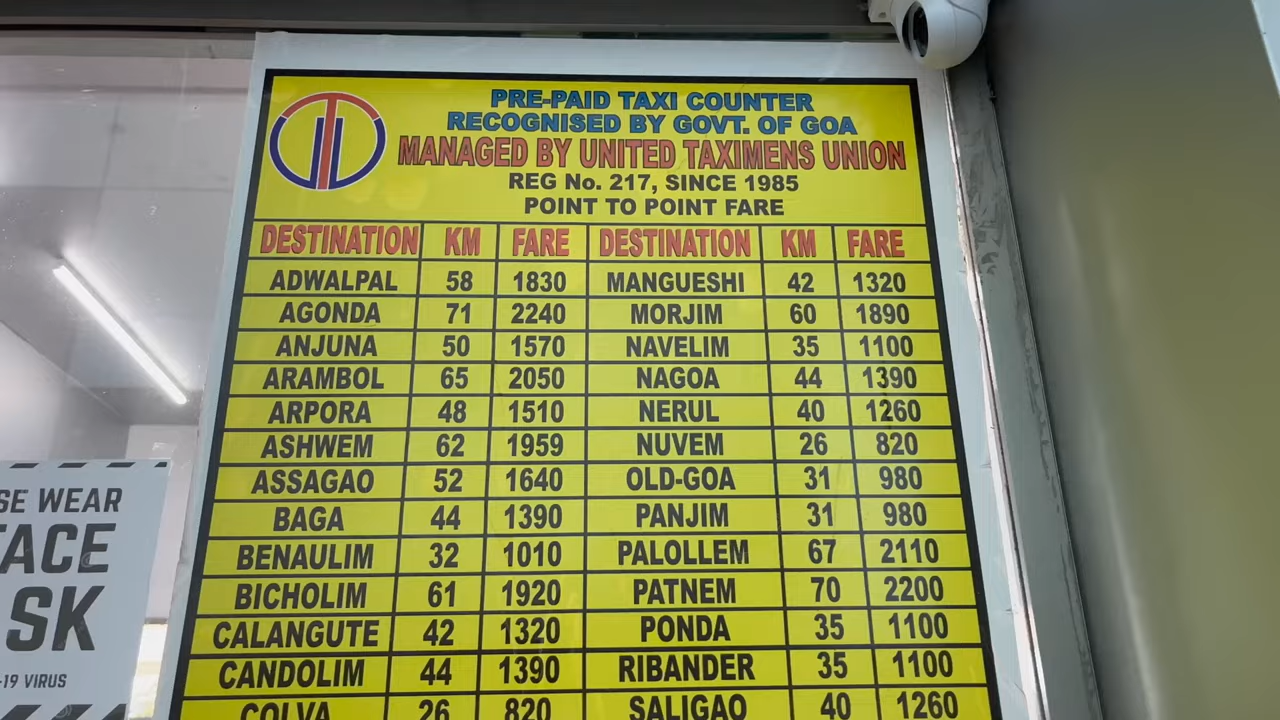 PRE-PAID TAXI COUNTER
RECOGNISED BY GOVT. OF GOA
MANAGED BY UNITED TAXIMENS UNION
REG No. 217, SINCE 1985
POINT TO POINT FARE
DESTINATION KM FARE DESTINATION KM FARE
ADWALPAL 58 1830 MANGUESHI 42 1320
AGONDA 71 2240 MORJIM 60 1890
ANJUNA 50 1570 NAVELIM 35 1100
ARAMBOL 65 2050 NAGOA 44 1390
ARPORA 48 1510 NERUL 40 1260
ASHWEM 62 1959 NUVEM 26 820
ASSAGAO 52 1640 OLD-GOA 31 980
BAGA 44 1390 PANJIM 31 980
BENAULIM 32 1010 PALOLLEM 67 2110
BICHOLIM 61 1920 PATNEM 70 2200
CALANGUTE 42 1320 PONDA 35 1100
CANDOLIM 44 1390 RIBANDER 35 1100
COLVA 26 820 SALIGAO 40 1260
SE WEAR
FACE
SK
-19 VIRUS